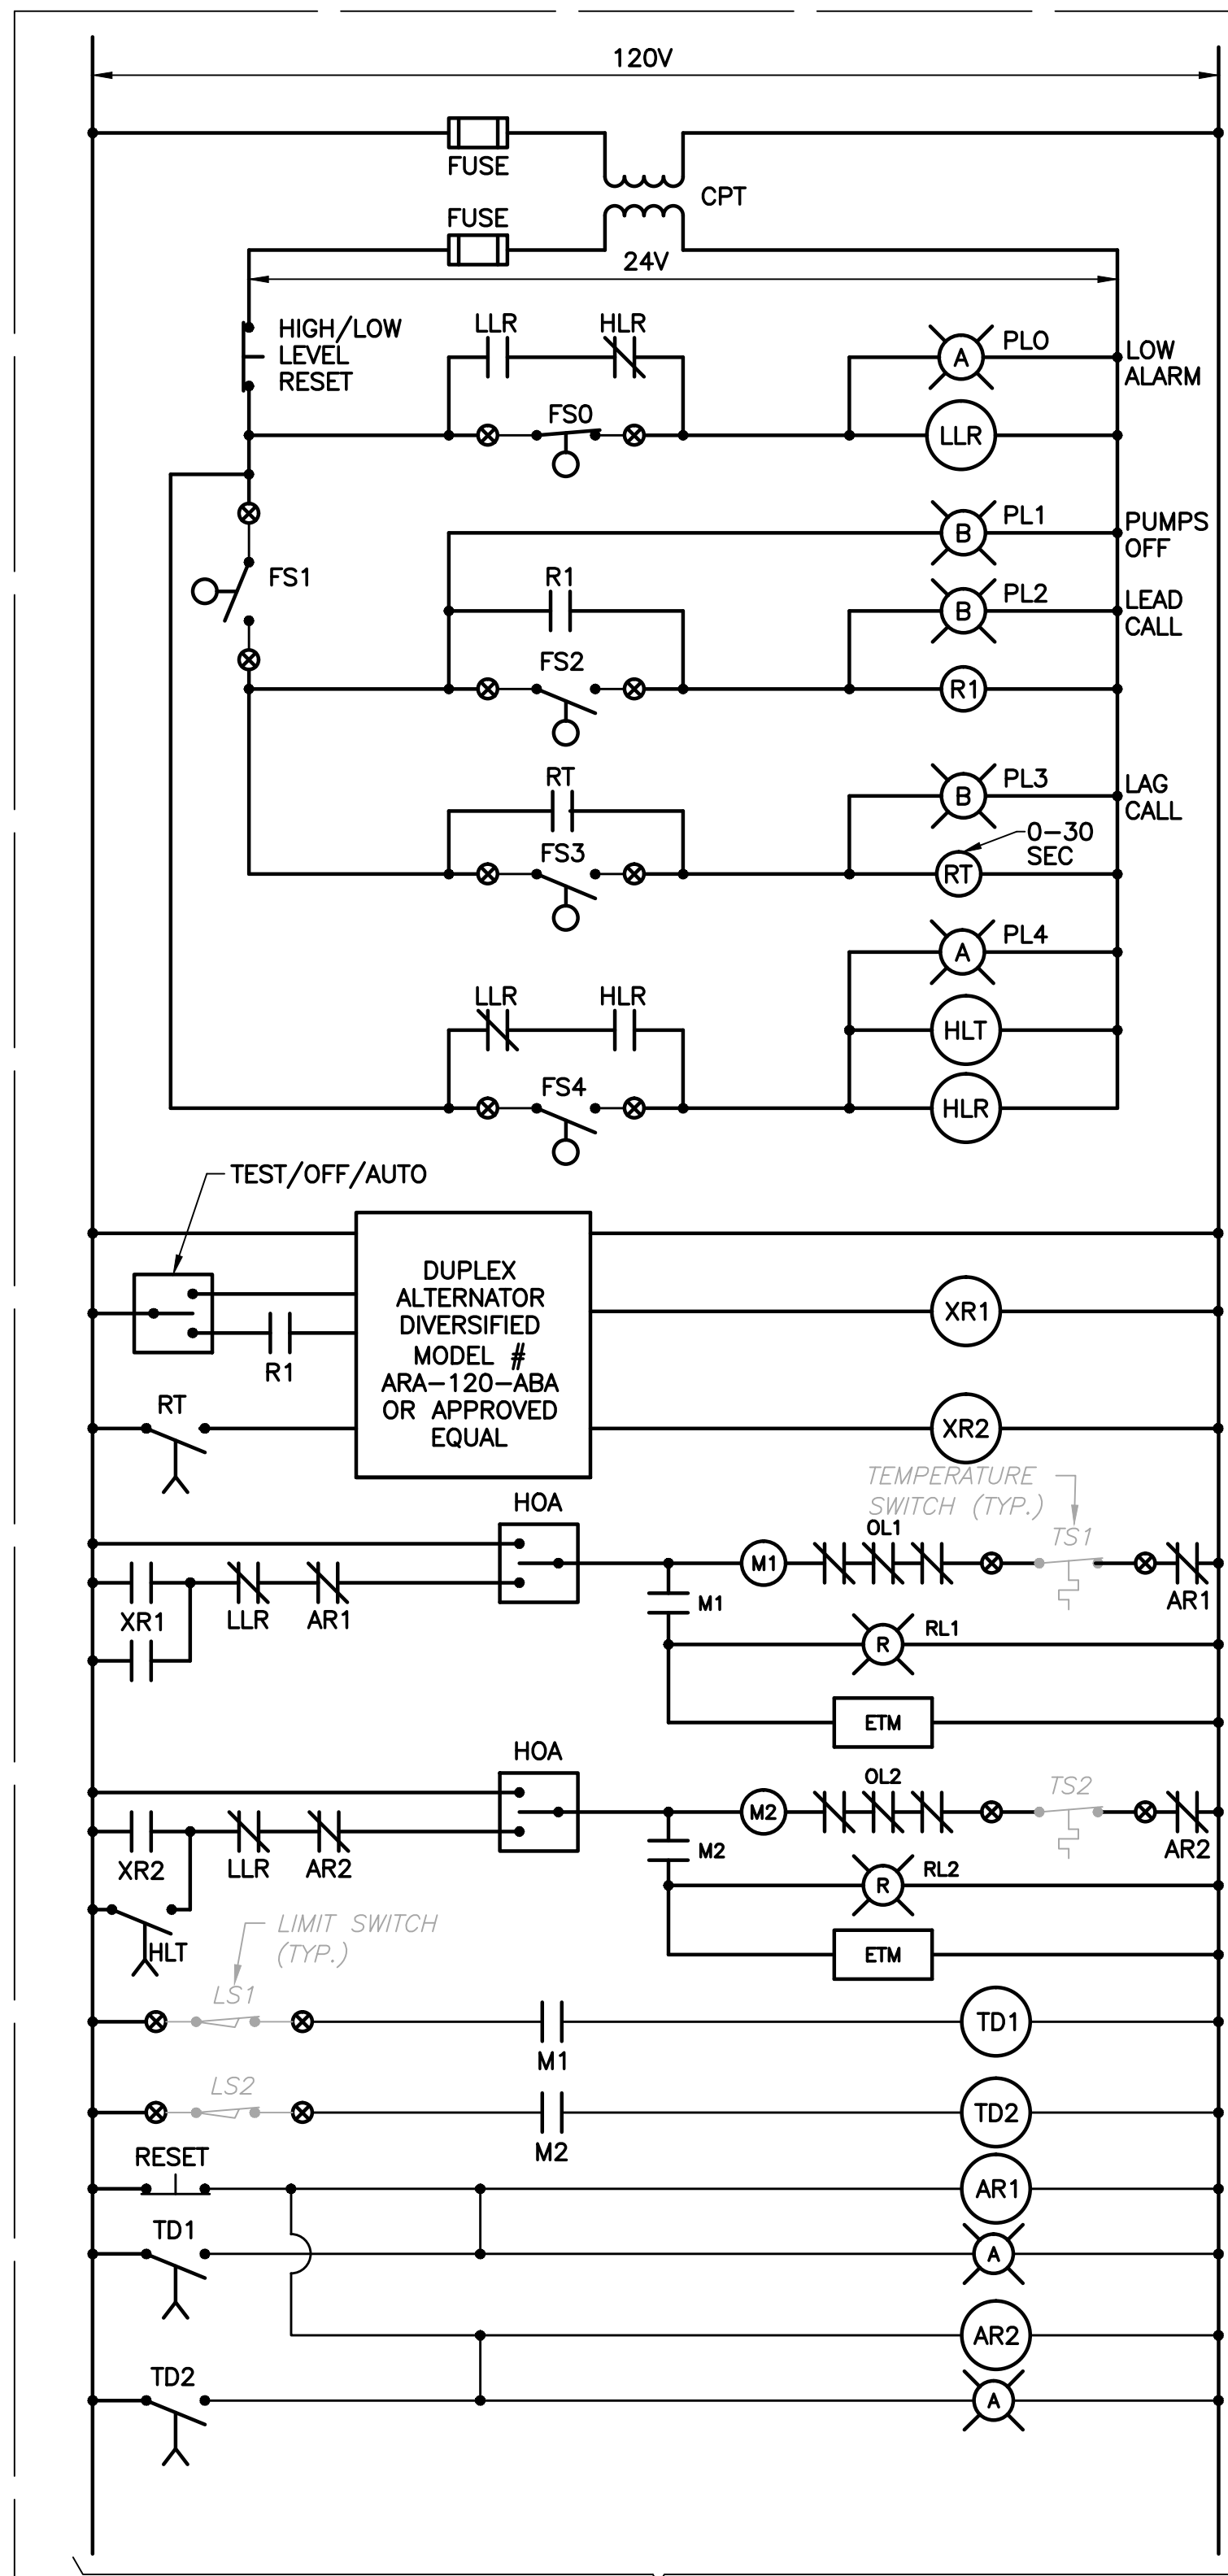 120V
FUSE
CPT
FUSE
24V
HIGH/LOW
LEVEL
RESET
LLR
HLR
PL0
A
LOW
ALARM
FS0
LLR
PL1
B
PUMPS
OFF
FS1
R1
PL2
B
LEAD
CALL
FS2
R1
RT
PL3
B
LAG
CALL
0-30
SEC
FS3
RT
PL4
A
LLR
HLR
HLT
FS4
HLR
TEST/OFF/AUTO
DUPLEX
ALTERNATOR
DIVERSIFIED
MODEL #
ARA-120-ABA
OR APPROVED
EQUAL
XR1
R1
RT
XR2
TEMPERATURE
SWITCH (TYP.)
HOA
OL1
TS1
M1
XR1
LLR
AR1
M1
AR1
RL1
R
ETM
HOA
OL2
TS2
M2
XR2
LLR
AR2
M2
AR2
RL2
R
HLT
LIMIT SWITCH
(TYP.)
ETM
LS1
TD1
M1
LS2
TD2
M2
RESET
AR1
TD1
A
AR2
TD2
A